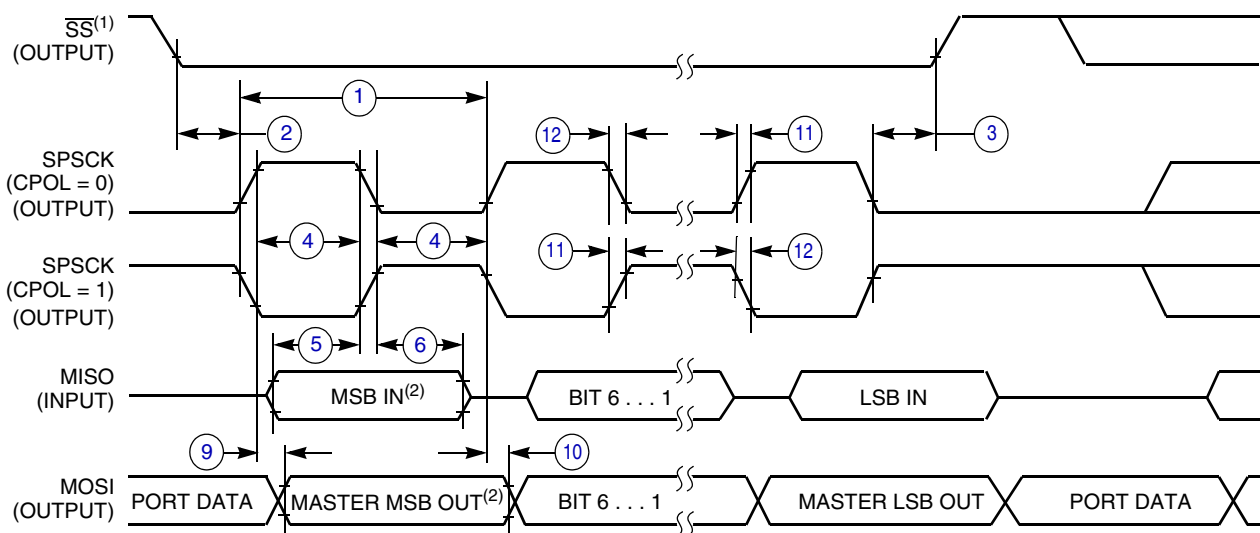 SS(1)
(OUTPUT)
1
2
12
11
3
SPSCK
(CPOL = 0)
(OUTPUT)
4
4
11
12
SPSCK
(CPOL = 1)
(OUTPUT)
5
6
MISO
(INPUT)
MSB IN(2)
BIT 6 . . . 1
LSB IN
9
10
MOSI
(OUTPUT)
PORT DATA
MASTER MSB OUT(2)
BIT 6 . . . 1
MASTER LSB OUT
PORT DATA